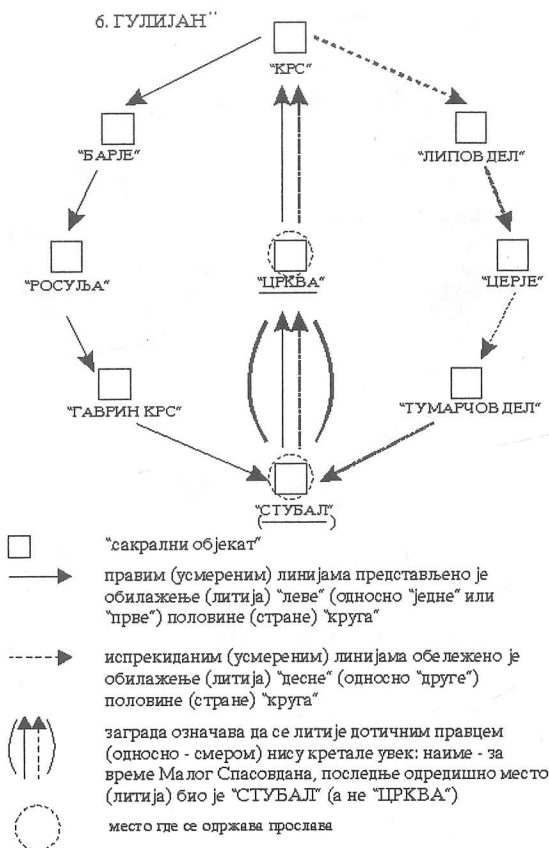 6. ГУЛИЈАН"
"КРС"
"БАРЈЕ"
"ЛИПОВ ДЕЛ"
"РОСУЉА"
"ЦРКВА"
"ЦЕРЈЕ"
"ГАВРИН КРС"
"ТУМАРЧОВ ДЕЛ"
"СТУБАЛ"
( )
"сакрални објекат"
правим (усмереним) линијама представљено је
обилажење (литија) "леве" (односно "једне" или
"прве") половине (стране) "круга"
испрекиданим (усмереним) линијама обележено је
обилажење (литија) "десне" (односно "друге")
половине (стране) "круга"
заграда означава да се литије дотичним правцем
(односно - смером) нису кретале увек: наиме - за
време Малог Спасовдана, последње одредишно место
(литија) био је "СТУБАЛ" (а не "ЦРКВА")
место где се одржава прослава